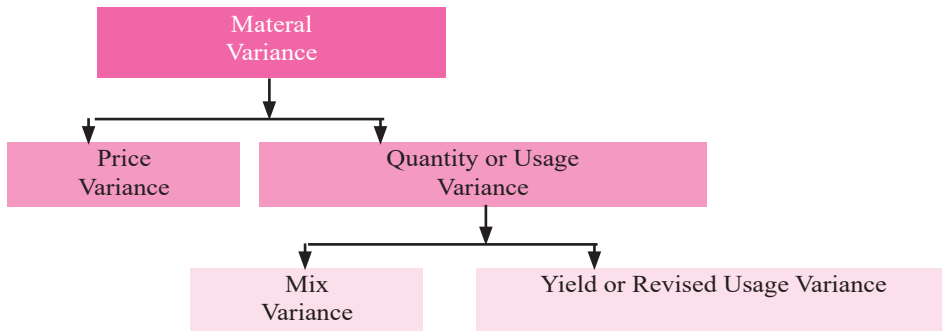 Materal
Variance
Price
Variance
Quantity or Usage
Variance
Mix
Variance
Yield or Revised Usage Variance